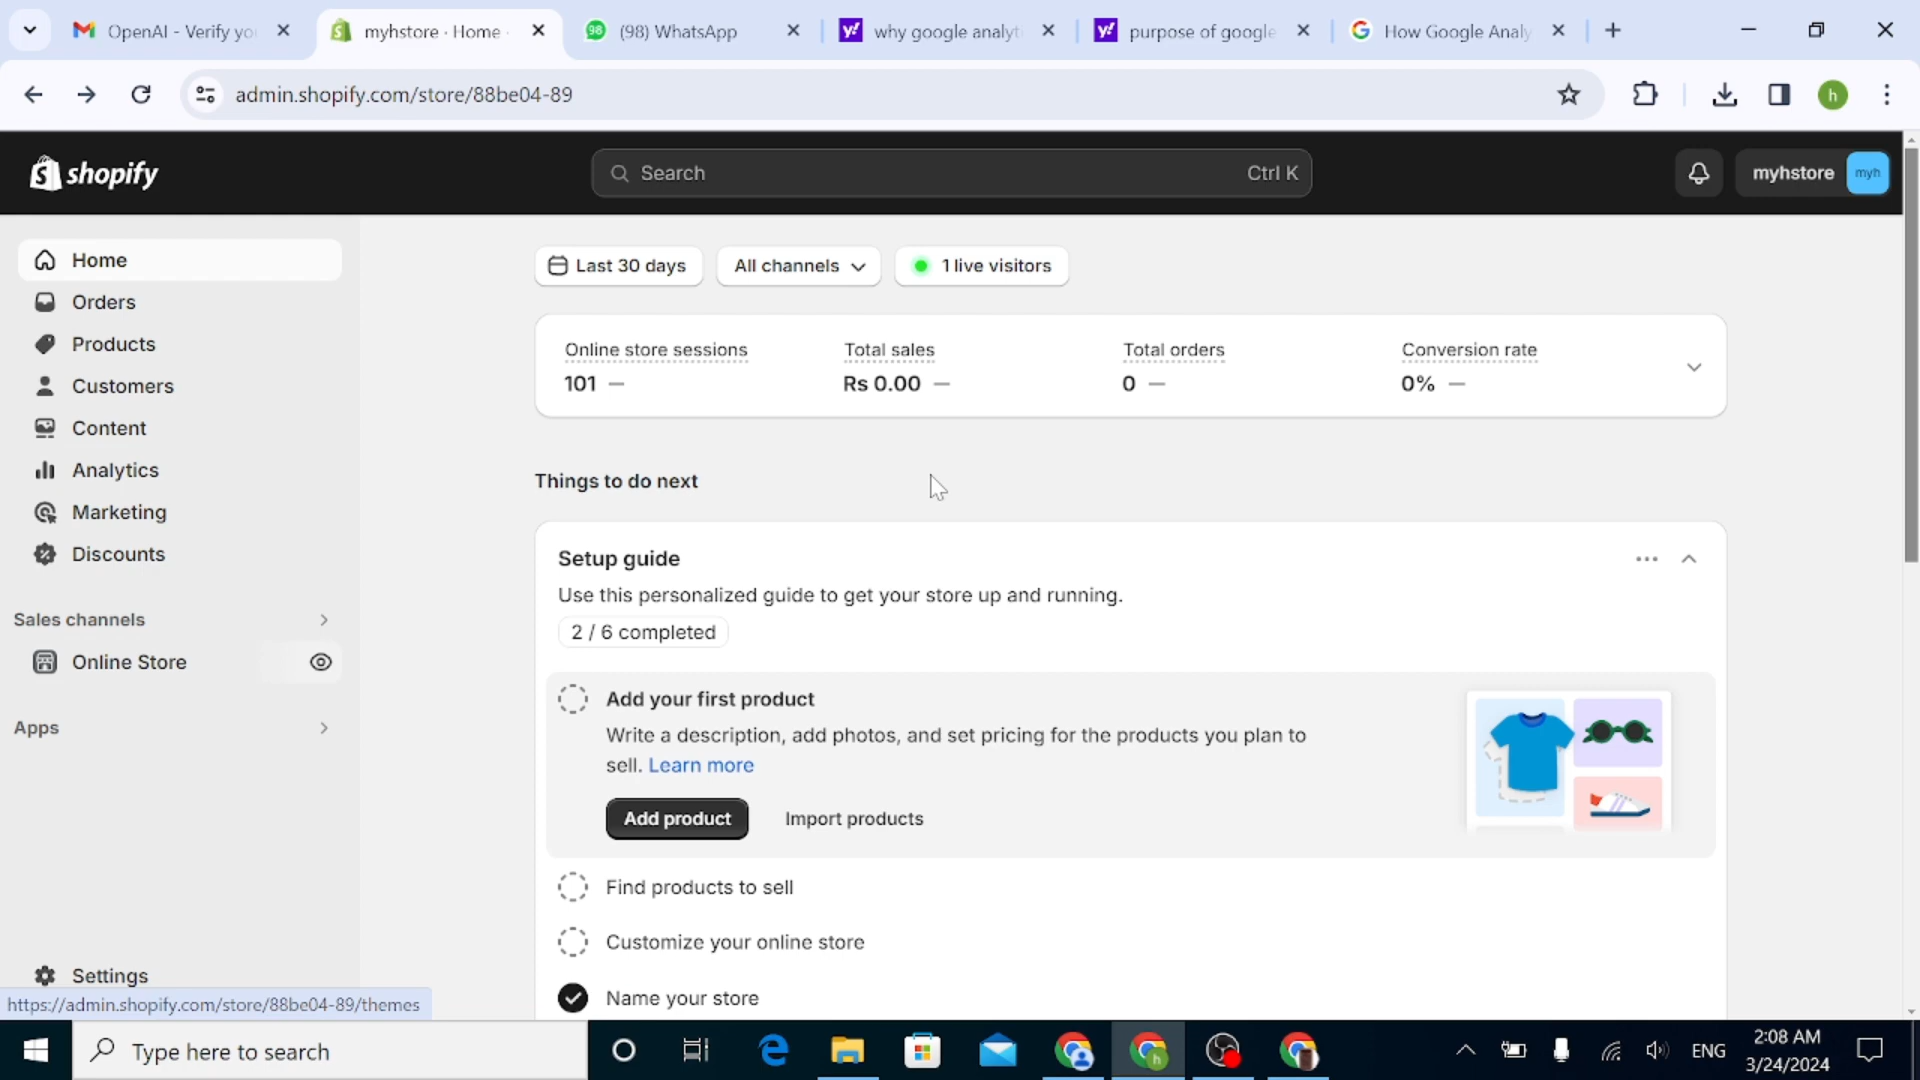 OpenAI - Verify yo
myhstore · Home
98
(98) WhatsApp
why google analyt
purpose of google
How Google Analy
admin.shopify.com/store/88be04-89
h
shopify
Search
Ctrl K
myhstore
myh
Home
Orders
Products
Customers
Content
Analytics
Marketing
Discounts
Sales channels
Online Store
Apps
Settings
https://admin.shopify.com/store/88be04-89/themes
Last 30 days
All channels
1 live visitors
Online store sessions
101 —
Total sales
Rs 0.00 —
Total orders
0 —
Conversion rate
0% —
Things to do next
Setup guide
Use this personalized guide to get your store up and running.
2 / 6 completed
Add your first product
Write a description, add photos, and set pricing for the products you plan to
sell. Learn more
Add product
Import products
Find products to sell
Customize your online store
Name your store
Type here to search
ENG
2:08 AM
3/24/2024